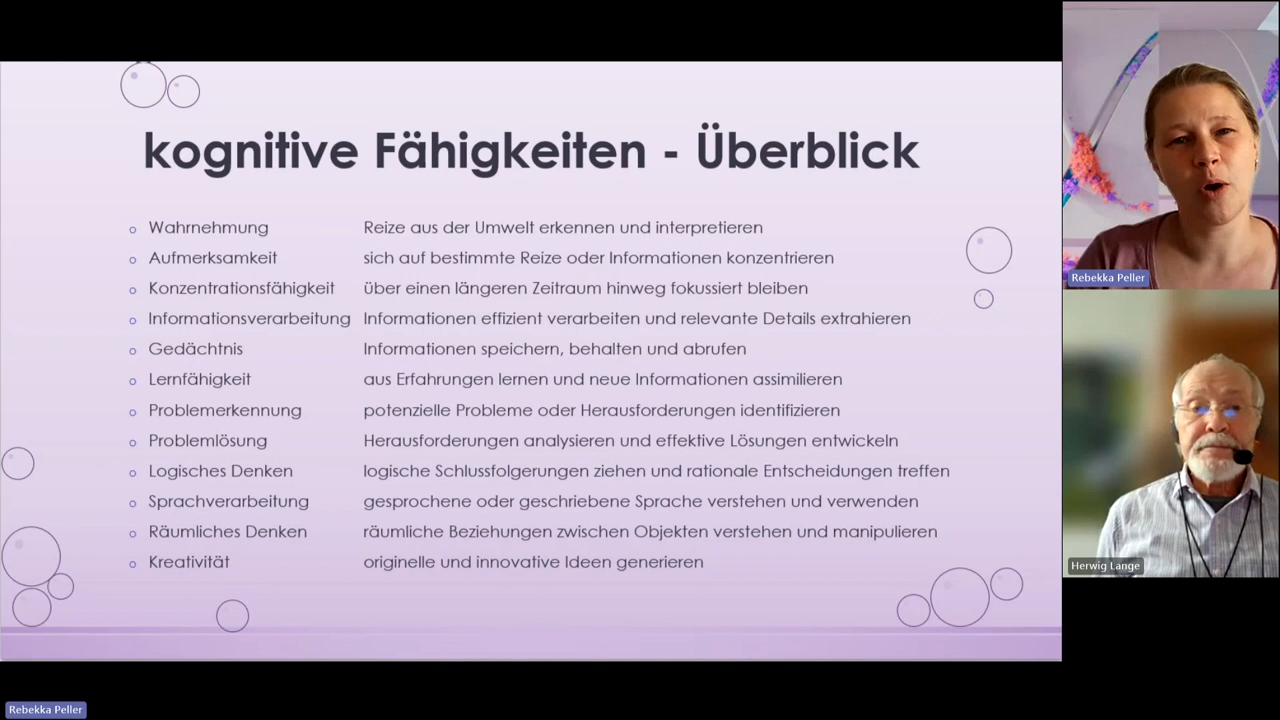 kognitive Fähigkeiten - Überblick
Wahrnehmung Reize aus der Umwelt erkennen und interpretieren
Aufmerksamkeit sich auf bestimmte Reize oder Informationen konzentrieren
Konzentrationsfähigkeit über einen längeren Zeitraum hinweg fokussiert bleiben
Informationsverarbeitung Informationen effizient verarbeiten und relevante Details extrahieren
Gedächtnis Informationen speichern, behalten und abrufen
Lernfähigkeit aus Erfahrungen lernen und neue Informationen assimilieren
Problemerkennung potenzielle Probleme oder Herausforderungen identifizieren
Problemlösung Herausforderungen analysieren und effektive Lösungen entwickeln
Logisches Denken logische Schlussfolgerungen ziehen und rationale Entscheidungen treffen
Sprachverarbeitung gesprochene oder geschriebene Sprache verstehen und verwenden
Räumliches Denken räumliche Beziehungen zwischen Objekten verstehen und manipulieren
Kreativität originelle und innovative Ideen generieren
Rebekka Peller
Herwig Lange
Rebekka Peller